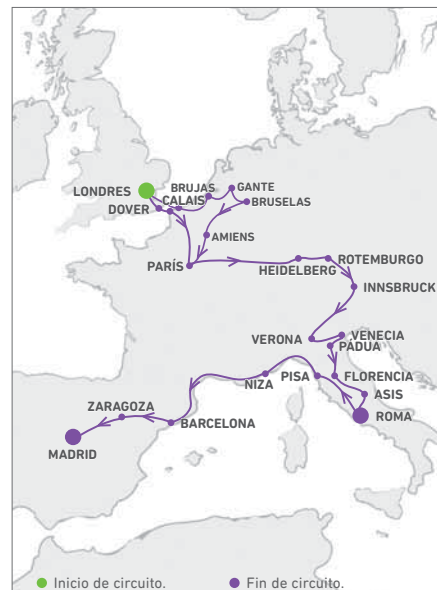 LONDRES
BRUJAS
GANTE
CALAIS
BRUSELAS
DOVER
AMIENS
PARÍS
HEIDELBERG
ROTEMBURGO
INNSBRUCK
VERONA
VENECIA
PÁDUA
NIZA
PISA
FLORENCIA
ASIS
ROMA
ZARAGOZA
BARCELONA
MADRID
Inicio de circuito.
Fin de circuito.